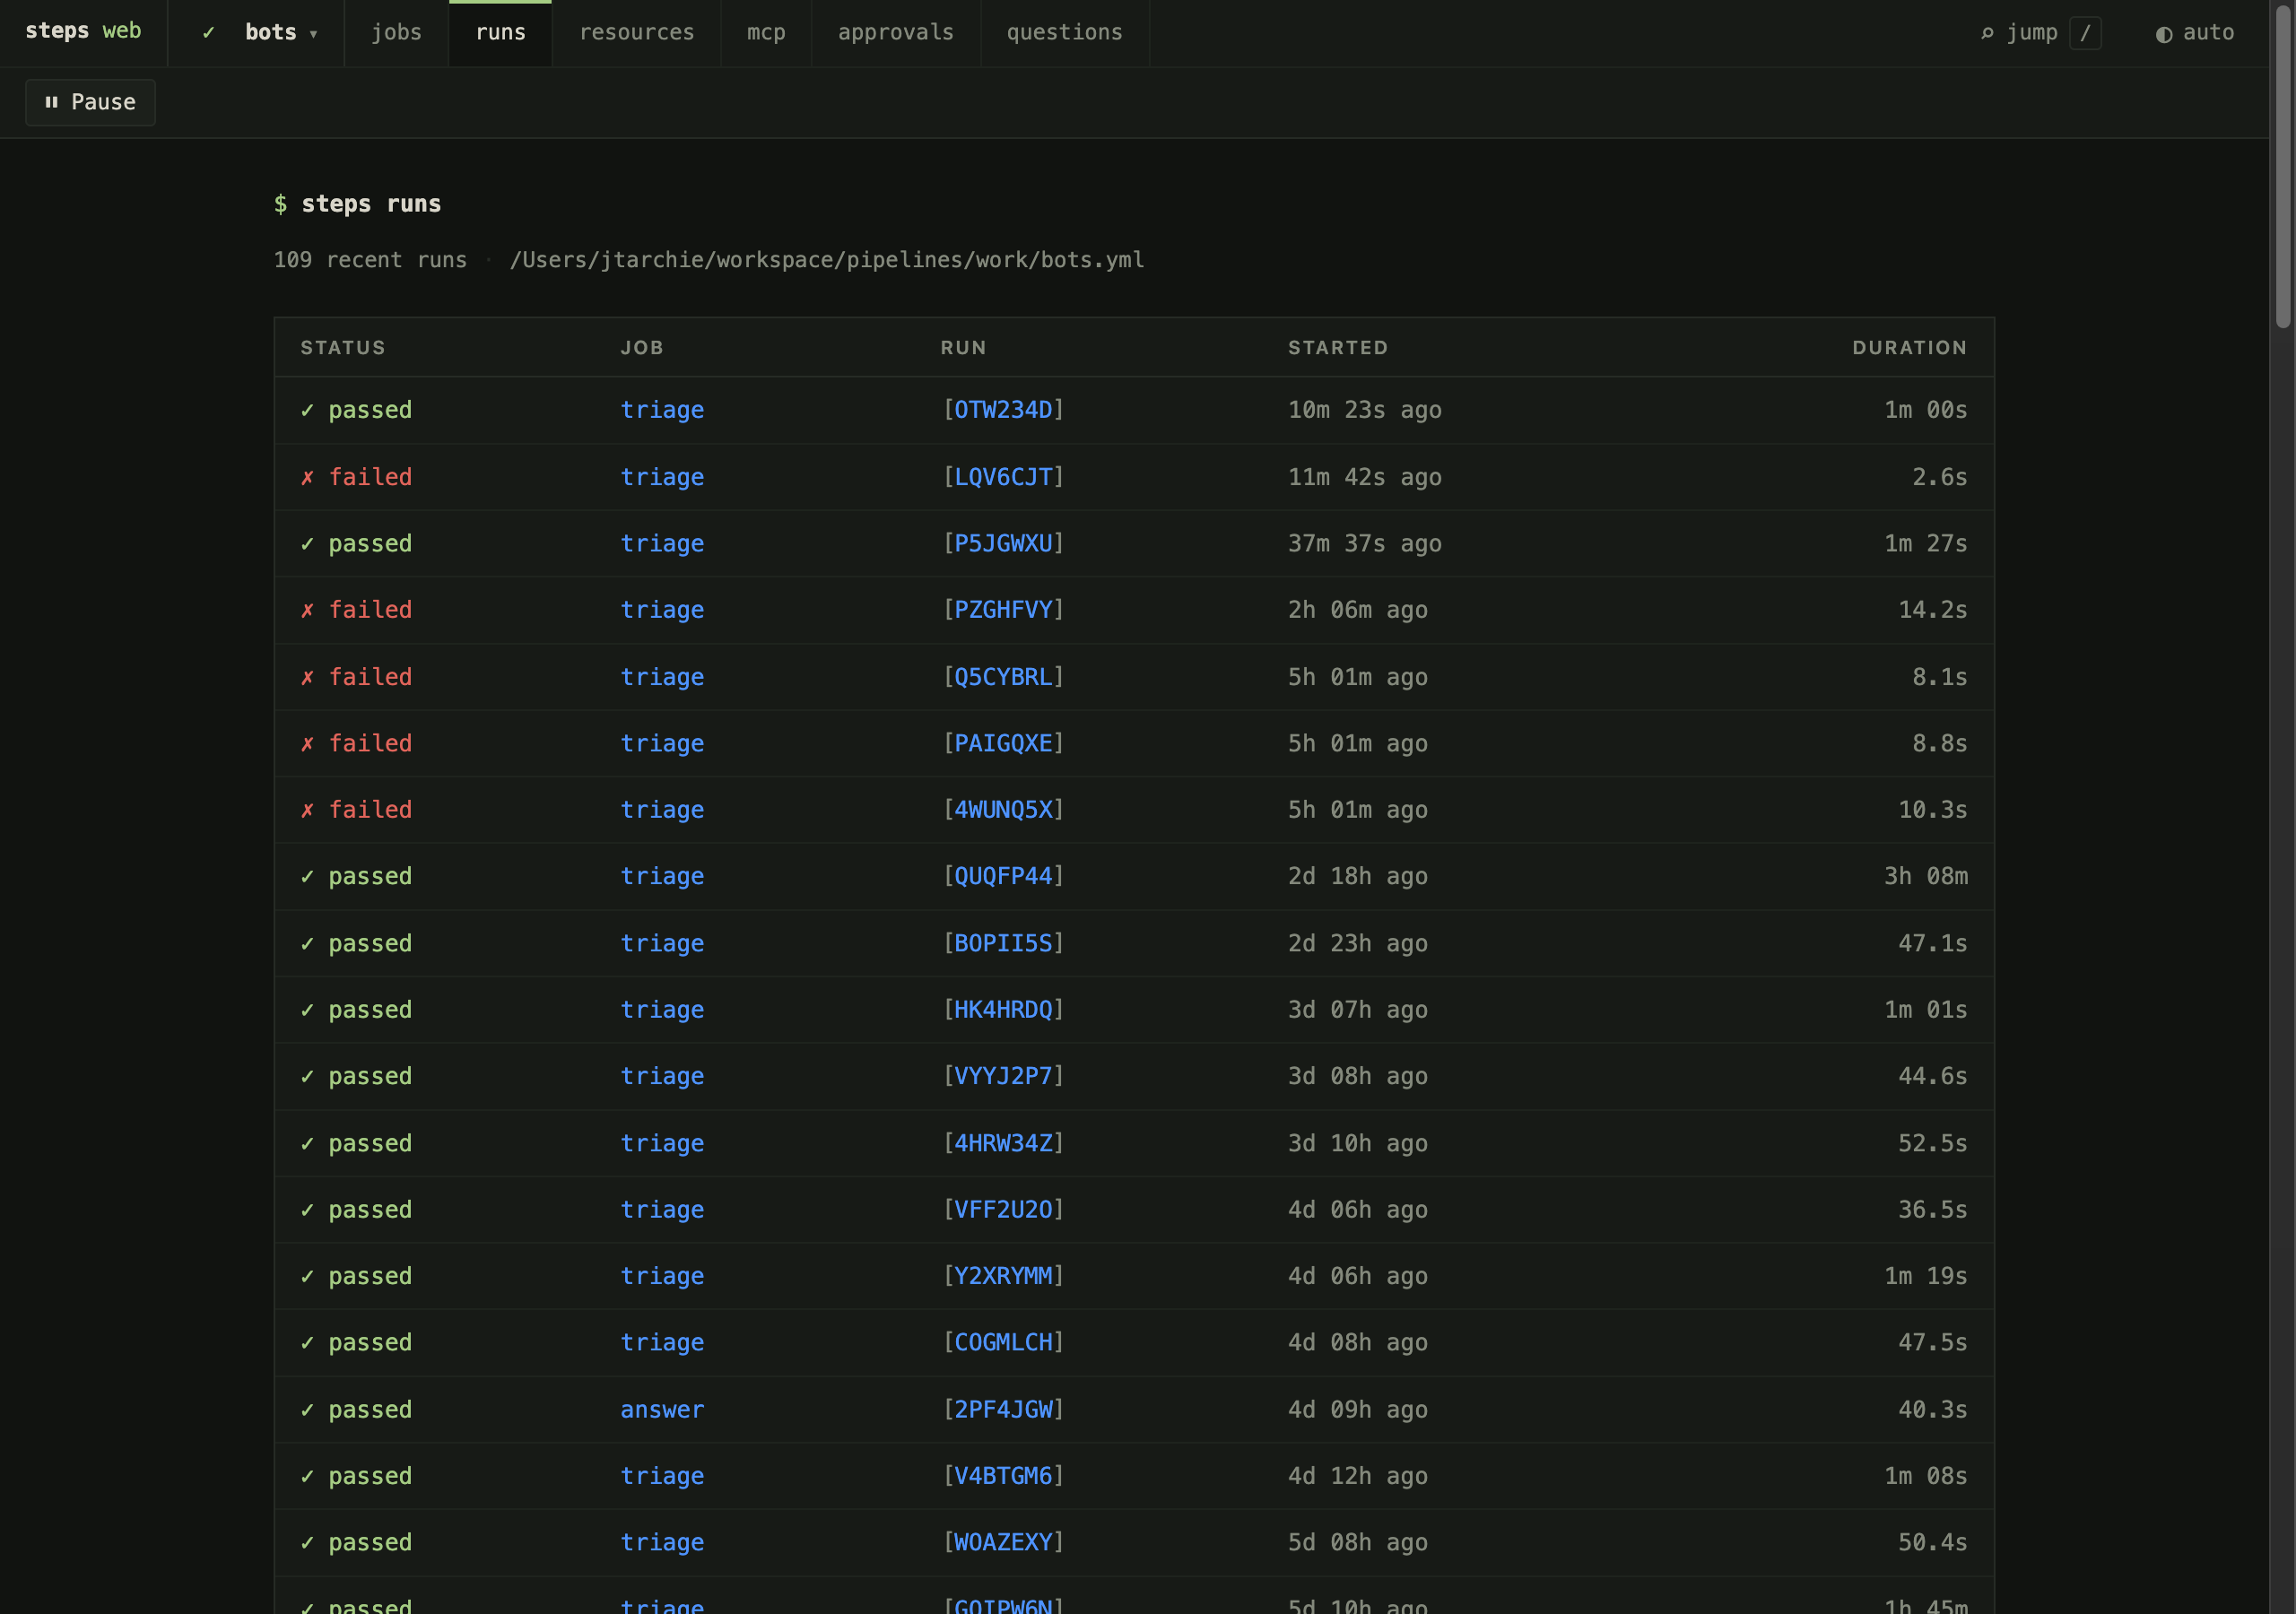 steps web ✓ bots ▾ jobs runs resources mcp approvals questions jump / auto
Pause
$ steps runs
109 recent runs · /Users/jtarchie/workspace/pipelines/work/bots.yml
STATUS JOB RUN STARTED DURATION
✓ passed triage [OTW234D] 10m 23s ago 1m 00s
✗ failed triage [LQV6CJT] 11m 42s ago 2.6s
✓ passed triage [P5JGWXU] 37m 37s ago 1m 27s
✗ failed triage [PZGHFVY] 2h 06m ago 14.2s
✗ failed triage [Q5CYBRL] 5h 01m ago 8.1s
✗ failed triage [PAIGQXE] 5h 01m ago 8.8s
✗ failed triage [4WUNQ5X] 5h 01m ago 10.3s
✓ passed triage [QUQFP44] 2d 18h ago 3h 08m
✓ passed triage [BOPII5S] 2d 23h ago 47.1s
✓ passed triage [HK4HRDQ] 3d 07h ago 1m 01s
✓ passed triage [VYYJ2P7] 3d 08h ago 44.6s
✓ passed triage [4HRW34Z] 3d 10h ago 52.5s
✓ passed triage [VFF2U2O] 4d 06h ago 36.5s
✓ passed triage [Y2XRYMM] 4d 06h ago 1m 19s
✓ passed triage [COGMLCH] 4d 08h ago 47.5s
✓ passed answer [2PF4JGW] 4d 09h ago 40.3s
✓ passed triage [V4BTGM6] 4d 12h ago 1m 08s
✓ passed triage [WOAZEXY] 5d 08h ago 50.4s
✓ passed triage [GOIPW6N] 5d 10h ago 1h 45m